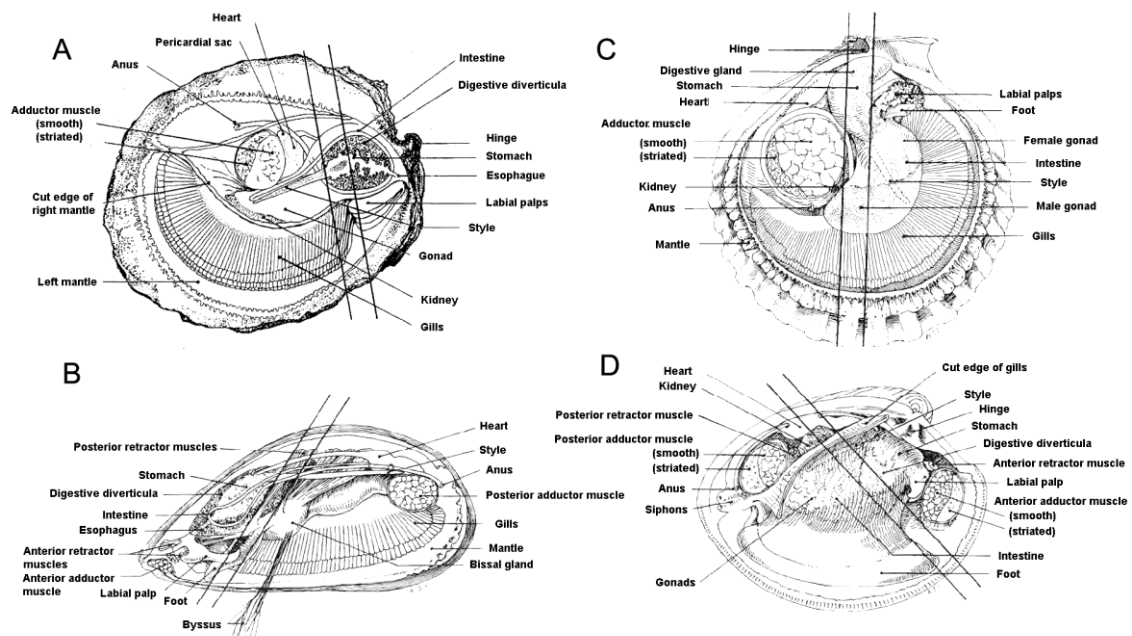 A
Heart
Pericardial sac
Anus
Intestine
Digestive diverticula
Adductor muscle
(smooth)
(striated)
Hinge
Stomach
Esophague
Cut edge of
right mantle
Labial palps
Style
Gonad
Left mantle
Kidney
Gills
C
Hinge
Digestive gland
Stomach
Heart
Labial palps
Foot
Adductor muscle
(smooth)
(striated)
Female gonad
Intestine
Kidney
Style
Anus
Male gonad
Mantle
Gills
B
Posterior retractor muscles
Heart
Style
Stomach
Anus
Digestive diverticula
Posterior adductor muscle
Intestine
Esophagus
Gills
Anterior retractor
muscles
Mantle
Anterior adductor
muscle
Bissal gland
Labial palp
Foot
Byssus
D
Heart
Kidney
Cut edge of gills
Style
Posterior retractor muscle
Hinge
Stomach
Posterior adductor muscle
(smooth)
(striated)
Digestive diverticula
Anterior retractor muscle
Labial palp
Anus
Siphons
Anterior adductor muscle
(smooth)
(striated)
Intestine
Gonads
Foot